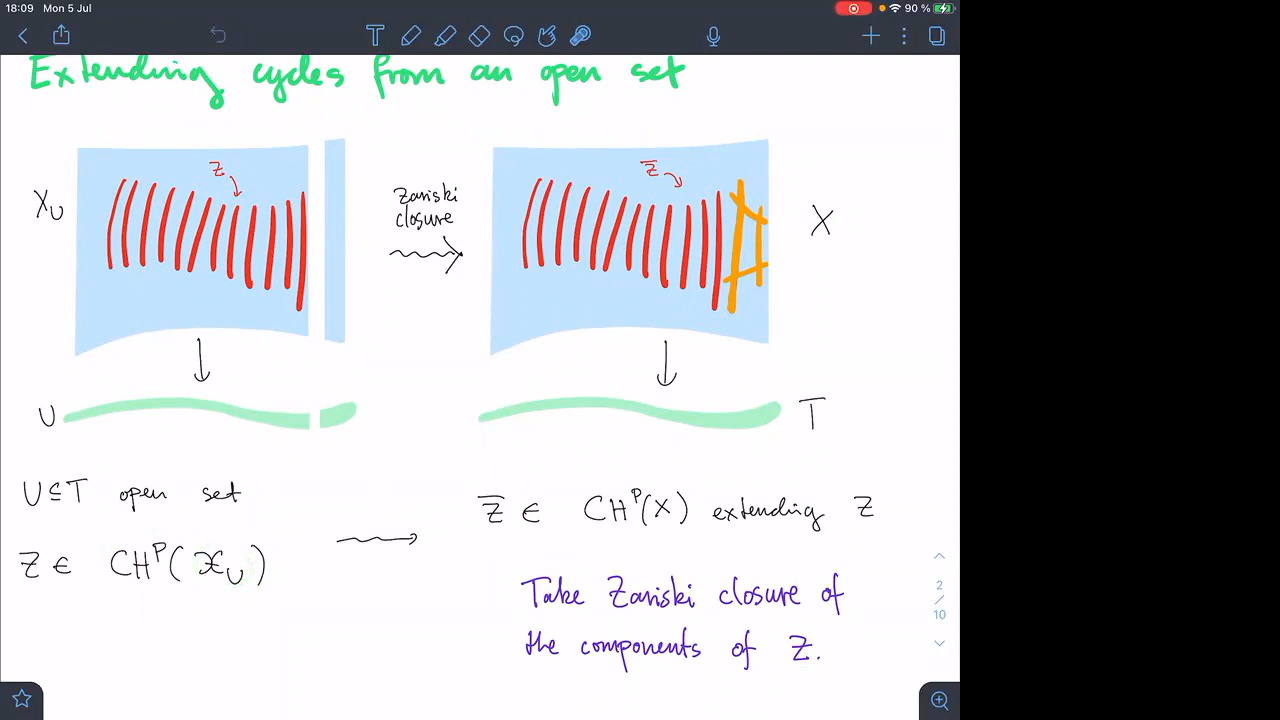 18:09 Mon 5 Jul
90 %
Extending cycles from an open set
X_U
Z
Zariski
closure
Z̅
X
U
T
U ⊆ T open set
Z ∈ CH^p(𝒳_U)
Z̅ ∈ CH^p(X) extending Z
Take Zariski closure of
the components of Z.
2
/
10